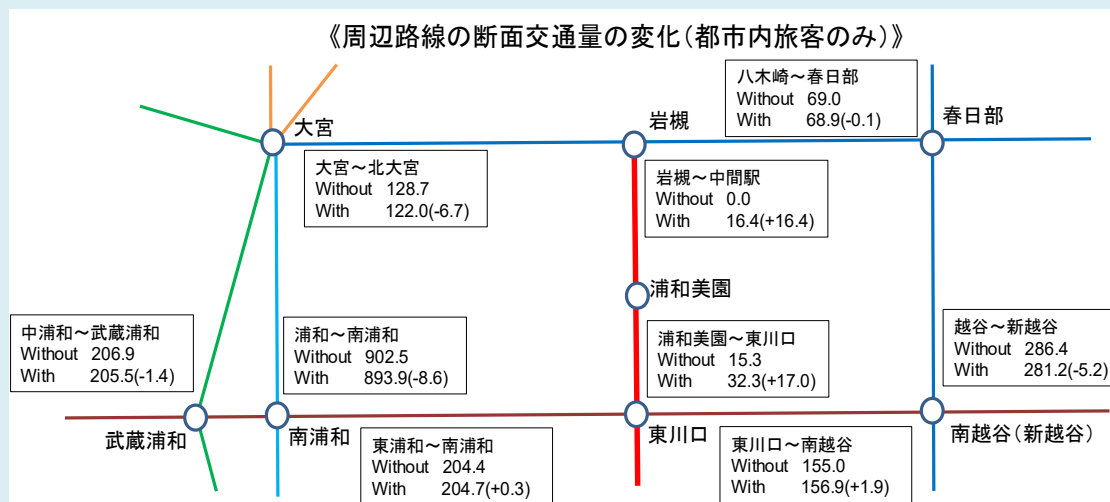 《周辺路線の断面交通量の変化(都市内旅客のみ)》
八木崎～春日部
Without 69.0
With 68.9(-0.1)
大宮
岩槻
春日部
大宮～北大宮
Without 128.7
With 122.0(-6.7)
岩槻～中間駅
Without 0.0
With 16.4(+16.4)
浦和美園
中浦和～武蔵浦和
Without 206.9
With 205.5(-1.4)
浦和～南浦和
Without 902.5
With 893.9(-8.6)
浦和美園～東川口
Without 15.3
With 32.3(+17.0)
越谷～新越谷
Without 286.4
With 281.2(-5.2)
武蔵浦和
南浦和
東川口
南越谷(新越谷)
東浦和～南浦和
Without 204.4
With 204.7(+0.3)
東川口～南越谷
Without 155.0
With 156.9(+1.9)